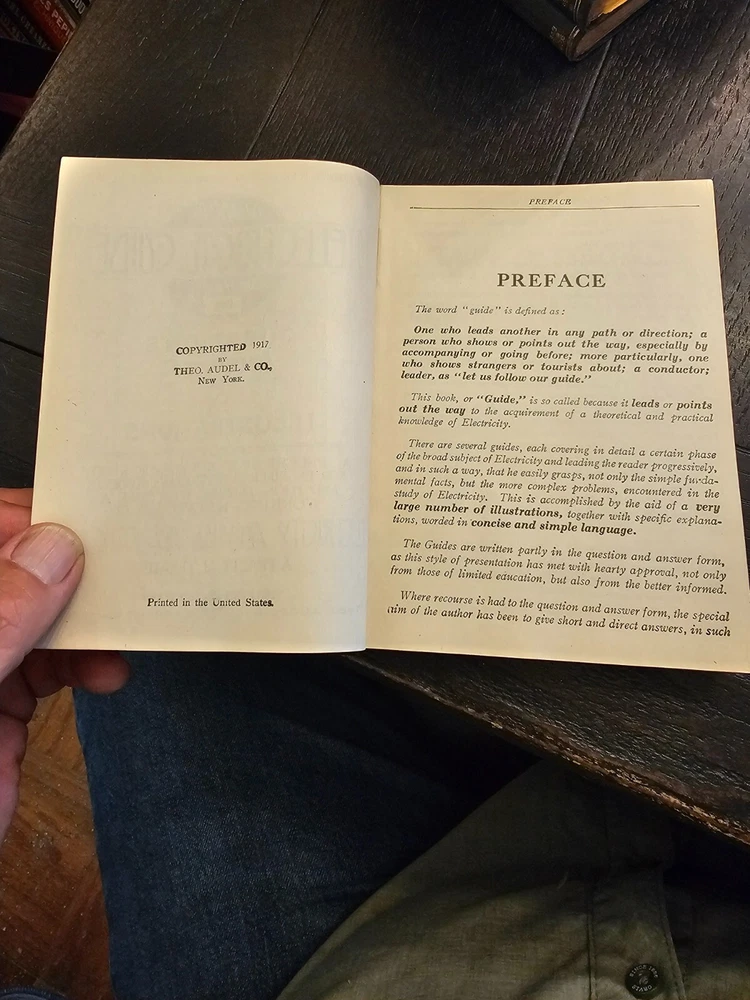 COPYRIGHTED 1917
BY
THEO. AUDEL & CO.,
NEW YORK.
Printed in the United States.
PREFACE
PREFACE
The word "guide" is defined as:
One who leads another in any path or direction; a
person who shows or points out the way, especially by
accompanying or going before; more particularly, one
who shows strangers or tourists about; a conductor;
leader, as "let us follow our guide."
This book, or "Guide," is so called because it leads or points
out the way to the acquirement of a theoretical and practical
knowledge of Electricity.
There are several guides, each covering in detail a certain phase
of the broad subject of Electricity and leading the reader progressively,
and in such a way, that he easily grasps, not only the simple funda-
mental facts, but the more complex problems, encountered in the
study of Electricity. This is accomplished by the aid of a very
large number of illustrations, together with specific explana-
tions, worded in concise and simple language.
The Guides are written partly in the question and answer form,
as this style of presentation has met with hearty approval, not only
from those of limited education, but also from the better informed.
Where recourse is had to the question and answer form, the special
aim of the author has been to give short and direct answers, in such
SINCE